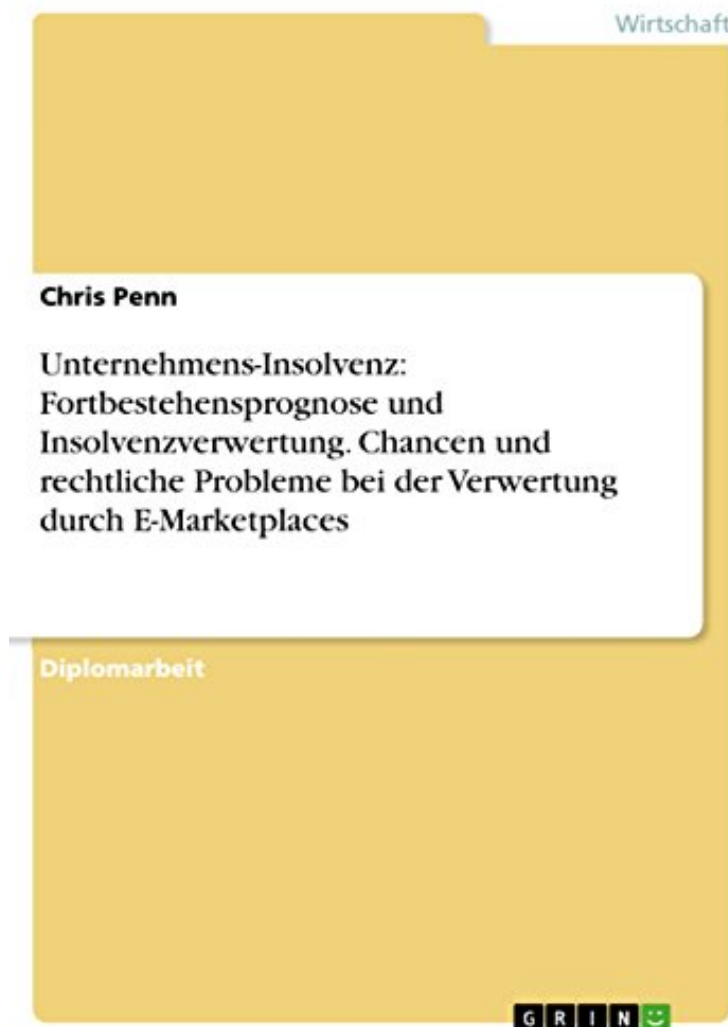 Wirtschaft
Chris Penn
Unternehmens-Insolvenz:
Fortbestehensprognose und
Insolvenzverwertung. Chancen und
rechtliche Probleme bei der Verwertung
durch E-Marketplaces
Diplomarbeit
GRIN